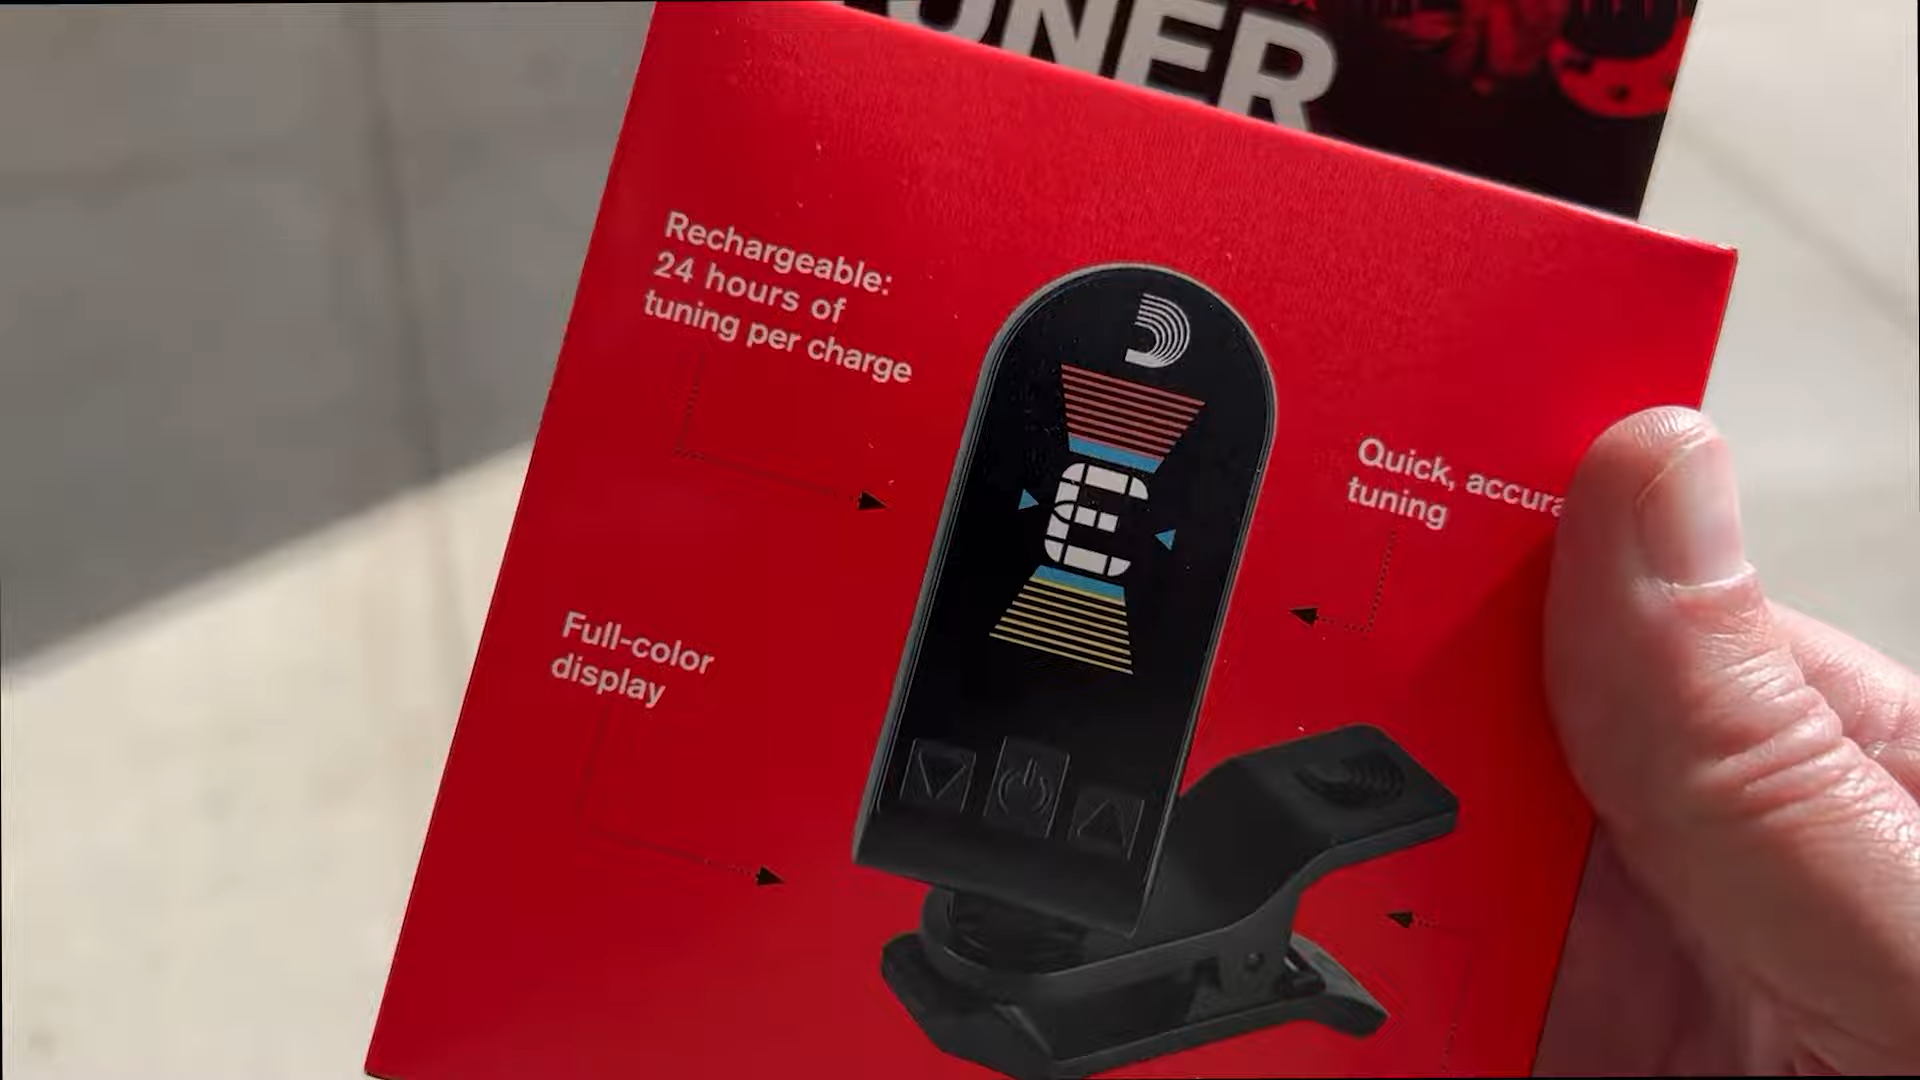 UNER
Rechargeable:
24 hours of
tuning per charge
Quick, accura
tuning
Full-color
display
E